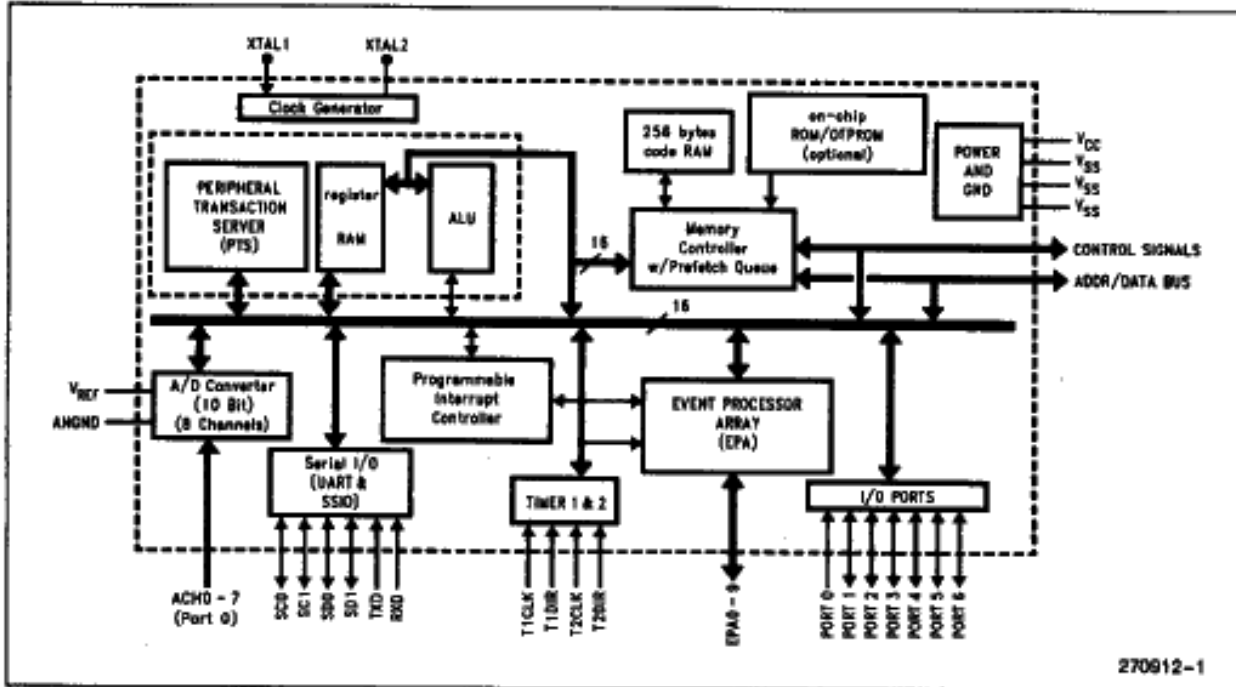 XTAL1
XTAL2
Clock Generator
PERIPHERAL
TRANSACTION
SERVER
(PTS)
register
RAM
ALU
256 bytes
code RAM
on-chip
ROM/OTPROM
(optional)
POWER
AND
GND
VCC
VSS
VSS
VSS
Memory
Controller
w/Prefetch Queue
16
CONTROL SIGNALS
ADDR/DATA BUS
16
VREF
ANGND
A/D Converter
(10 Bit)
(8 Channels)
Programmable
Interrupt
Controller
EVENT PROCESSOR
ARRAY
(EPA)
Serial I/O
(UART &
SSIO)
TIMER 1 & 2
I/O PORTS
ACH0 - 7
(Port 0)
SC0
SC1
SD0
SD1
TXD
RXD
T1CLK
T1DIR
T2CLK
T2DIR
EPA0 - 9
PORT 0
PORT 1
PORT 2
PORT 3
PORT 4
PORT 5
PORT 6
270912-1